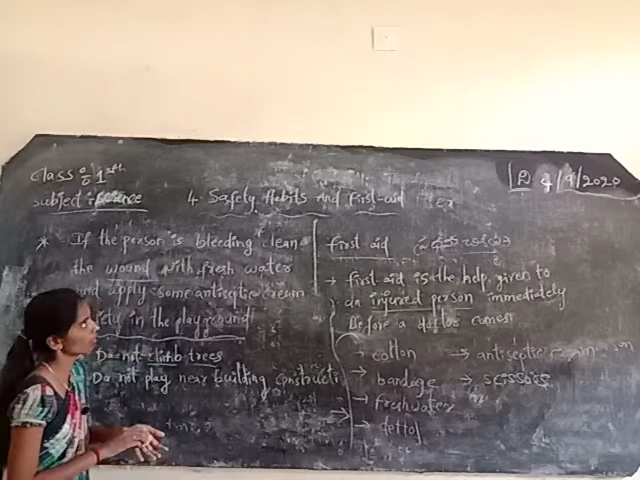 Class : 1st
D 4/9/2020
subject : science
4. Safety Habits And first-aid
* If the person is bleeding clean
the wound with fresh water
and apply some antiseptic cream
in the playground
Do not climb trees
Do not play near building constructi
first aid
→ first aid is the help given to
an injured person immediately
Before a doctor comes
→ cotton → antiseptic
→ bandage →
→ freshwater
→ dettol